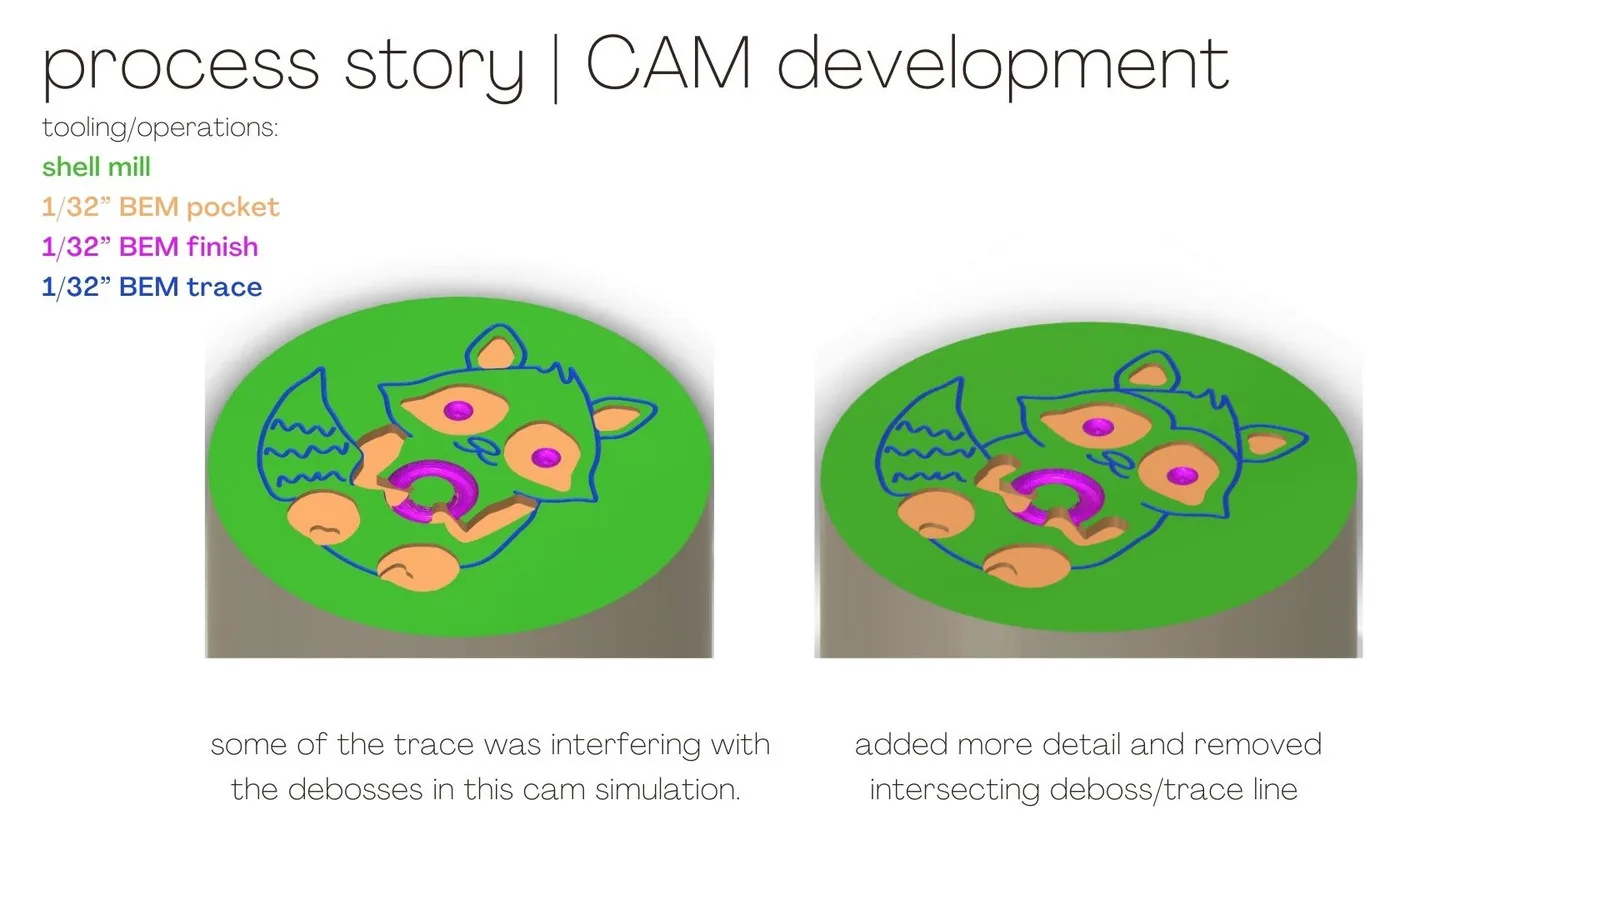 process story | CAM development
tooling/operations:
shell mill
1/32” BEM pocket
1/32” BEM finish
1/32” BEM trace
some of the trace was interfering with
the debosses in this cam simulation.
added more detail and removed
intersecting deboss/trace line